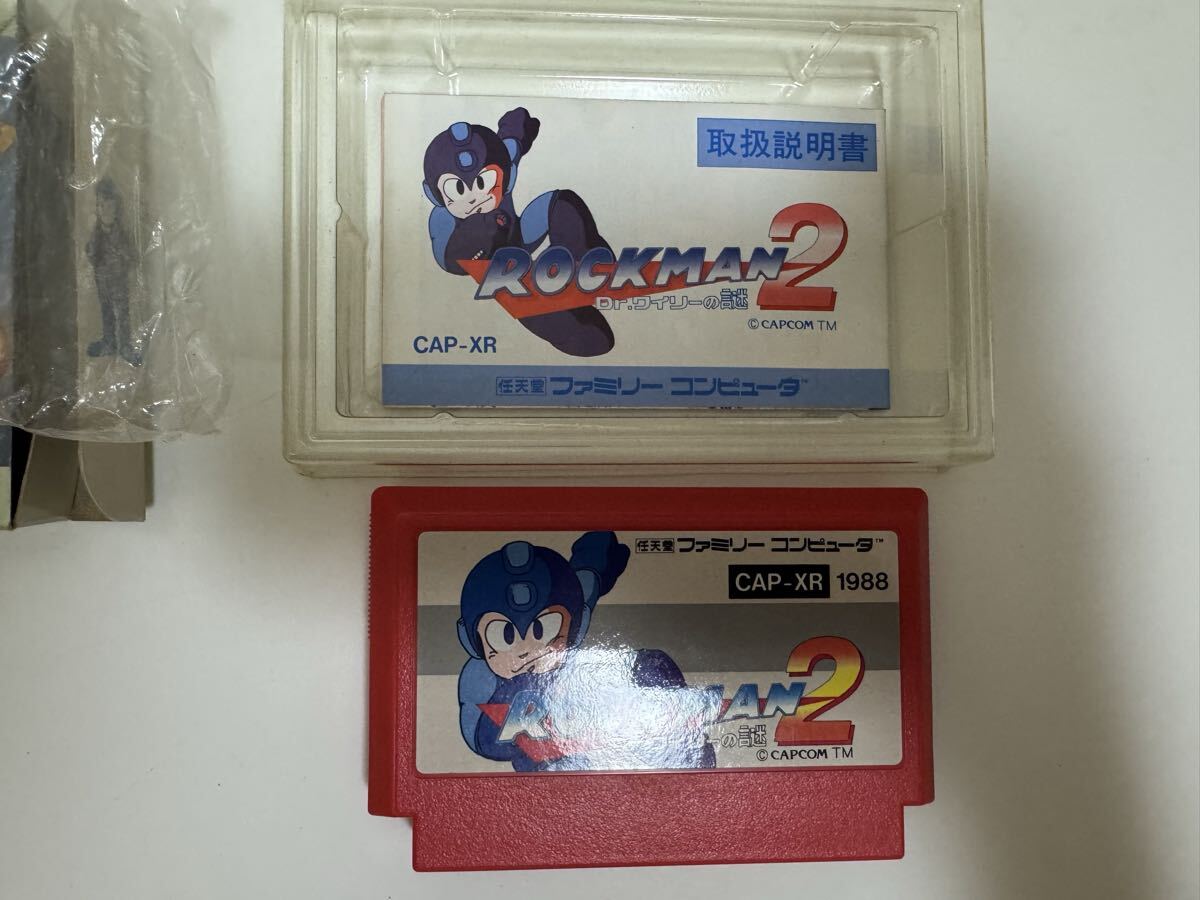 取扱説明書
ROCKMAN 2
Dr.ワイリーの謎
© CAPCOM TM
CAP-XR
任天堂 ファミリー コンピュータ™
任天堂 ファミリー コンピュータ™
CAP-XR 1988
ROCKMAN 2
ーの謎
© CAPCOM TM